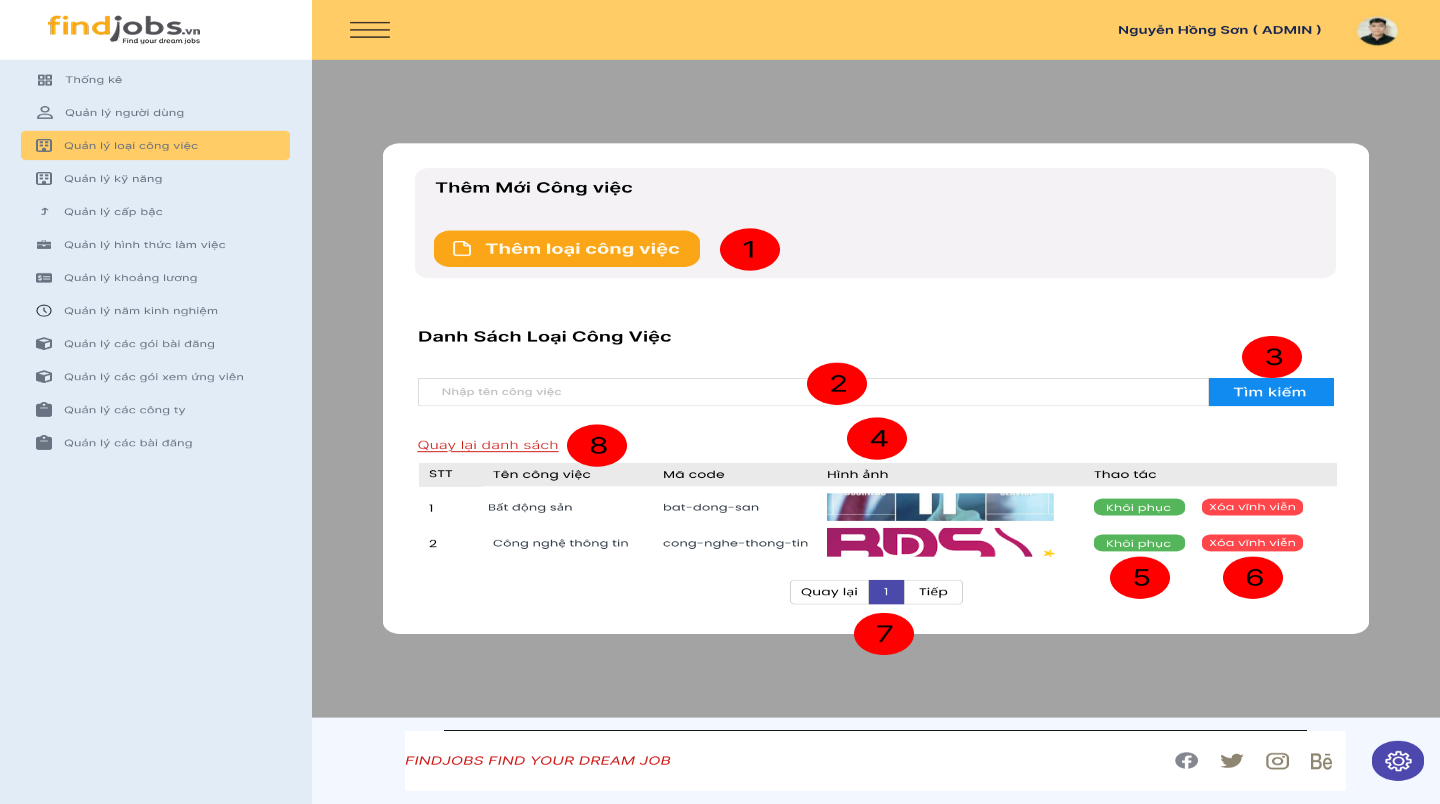 findjobs.vn
Find your dream jobs
Nguyễn Hồng Sơn ( ADMIN )
Thống kê
Quản lý người dùng
Quản lý loại công việc
Quản lý kỹ năng
Quản lý cấp bậc
Quản lý hình thức làm việc
Quản lý khoảng lương
Quản lý năm kinh nghiệm
Quản lý các gói bài đăng
Quản lý các gói xem ứng viên
Quản lý các công ty
Quản lý các bài đăng
Thêm Mới Công việc
Thêm loại công việc
1
Danh Sách Loại Công Việc
3
Nhập tên công việc
2
Tìm kiếm
Quay lại danh sách
8
4
STT Tên công việc Mã code Hình ảnh Thao tác
1 Bất động sản bat-dong-san Khôi phục Xóa vĩnh viễn
2 Công nghệ thông tin cong-nghe-thong-tin BDS Khôi phục Xóa vĩnh viễn
5 6
Quay lại 1 Tiếp
7
FINDJOBS FIND YOUR DREAM JOB